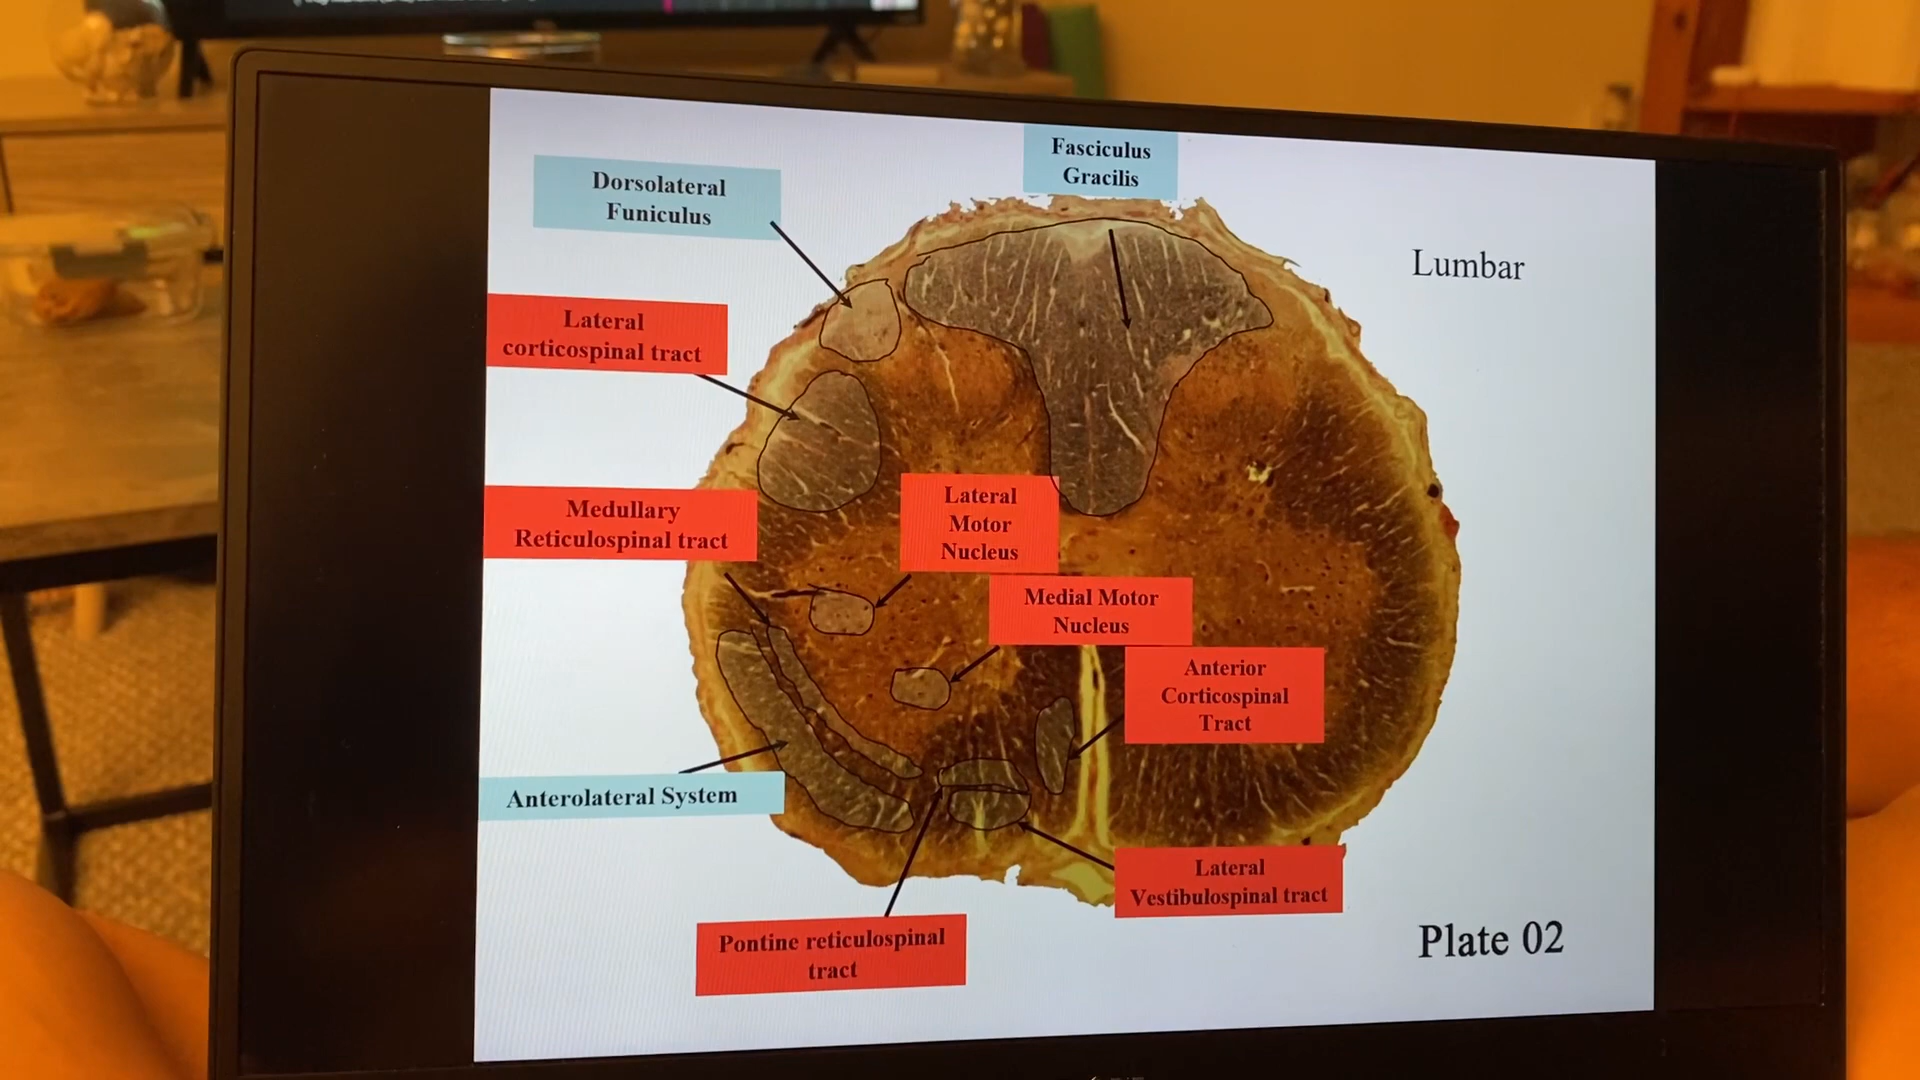 Fasciculus
Gracilis
Dorsolateral
Funiculus
Lumbar
Lateral
corticospinal tract
Medullary
Reticulospinal tract
Lateral
Motor
Nucleus
Medial Motor
Nucleus
Anterior
Corticospinal
Tract
Anterolateral System
Lateral
Vestibulospinal tract
Pontine reticulospinal
tract
Plate 02